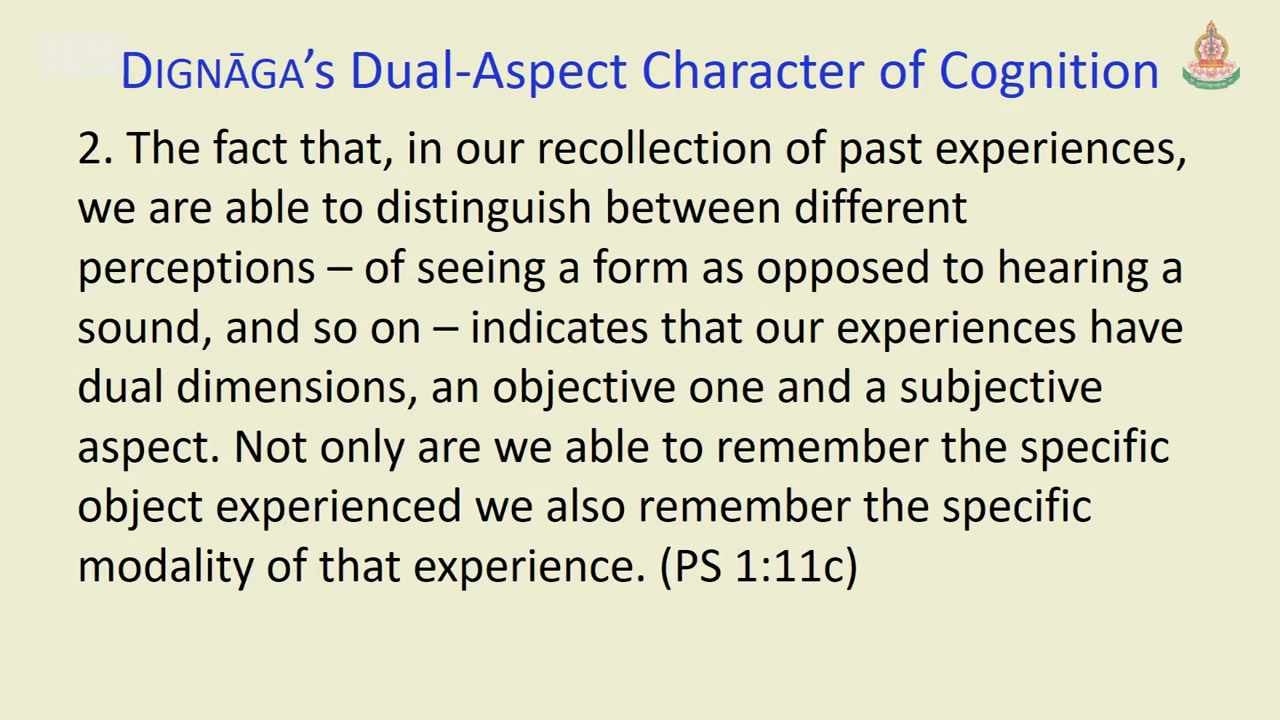 DIGNĀGA’s Dual-Aspect Character of Cognition
2. The fact that, in our recollection of past experiences,
we are able to distinguish between different
perceptions – of seeing a form as opposed to hearing a
sound, and so on – indicates that our experiences have
dual dimensions, an objective one and a subjective
aspect. Not only are we able to remember the specific
object experienced we also remember the specific
modality of that experience. (PS 1:11c)